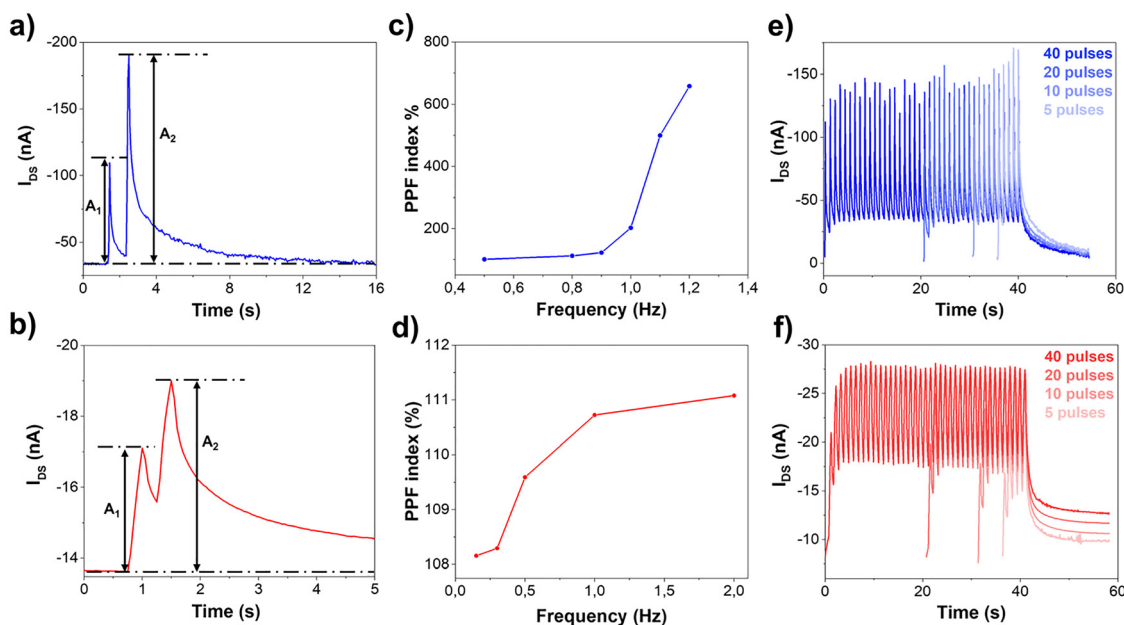 a)
-200
-150
-100
-50
I_DS (nA)
A1
A2
0
4
8
12
16
Time (s)
b)
-20
-18
-16
-14
I_DS (nA)
A1
A2
0
1
2
3
4
5
Time (s)
c)
800
600
400
200
PPF index %
0,4
0,6
0,8
1,0
1,2
1,4
Frequency (Hz)
d)
112
111
110
109
108
PPF index (%)
0,0
0,5
1,0
1,5
2,0
Frequency (Hz)
e)
-150
-100
-50
0
I_DS (nA)
40 pulses
20 pulses
10 pulses
5 pulses
0
20
40
60
Time (s)
f)
-30
-25
-20
-15
-10
I_DS (nA)
40 pulses
20 pulses
10 pulses
5 pulses
0
20
40
60
Time (s)